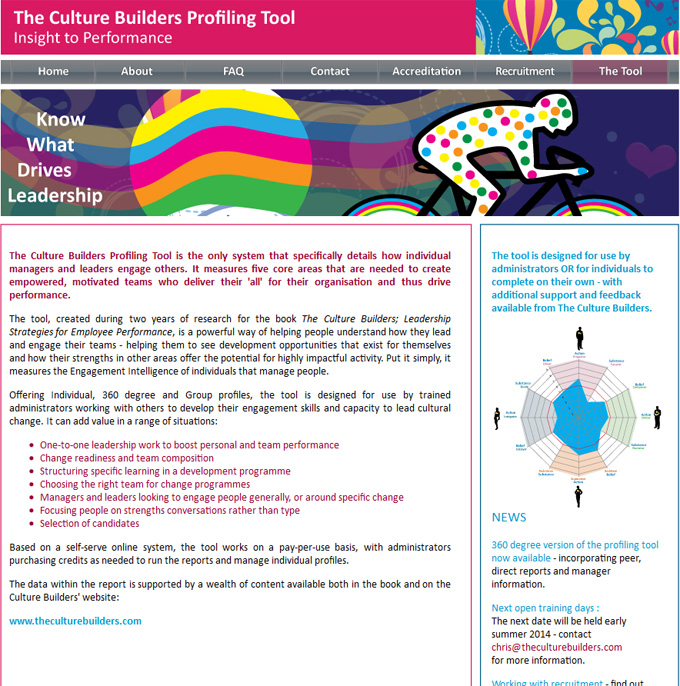 The Culture Builders Profiling Tool
Insight to Performance
Home
About
FAQ
Contact
Accreditation
Recruitment
The Tool
Know
What
Drives
Leadership
The Culture Builders Profiling Tool is the only system that specifically details how individual
managers and leaders engage others. It measures five core areas that are needed to create
empowered, motivated teams who deliver their 'all' for their organisation and thus drive
performance.
The tool, created during two years of research for the book The Culture Builders; Leadership
Strategies for Employee Performance, is a powerful way of helping people understand how they lead
and engage their teams - helping them to see development opportunities that exist for themselves
and how their strengths in other areas offer the potential for highly impactful activity. Put it simply, it
measures the Engagement Intelligence of individuals that manage people.
Offering Individual, 360 degree and Group profiles, the tool is designed for use by trained
administrators working with others to develop their engagement skills and capacity to lead cultural
change. It can add value in a range of situations:
One-to-one leadership work to boost personal and team performance
Change readiness and team composition
Structuring specific learning in a development programme
Choosing the right team for change programmes
Managers and leaders looking to engage people generally, or around specific change
Focusing people on strengths conversations rather than type
Selection of candidates
Based on a self-serve online system, the tool works on a pay-per-use basis, with administrators
purchasing credits as needed to run the reports and manage individual profiles.
The data within the report is supported by a wealth of content available both in the book and on the
Culture Builders' website:
www.theculturebuilders.com
The tool is designed for use by
administrators OR for individuals to
complete on their own - with
additional support and feedback
available from The Culture Builders.
NEWS
360 degree version of the profiling tool
now available - incorporating peer,
direct reports and manager
information.
Next open training days :
The next date will be held early
summer 2014 - contact
chris@theculturebuilders.com
for more information.
Working with recruitment - find out